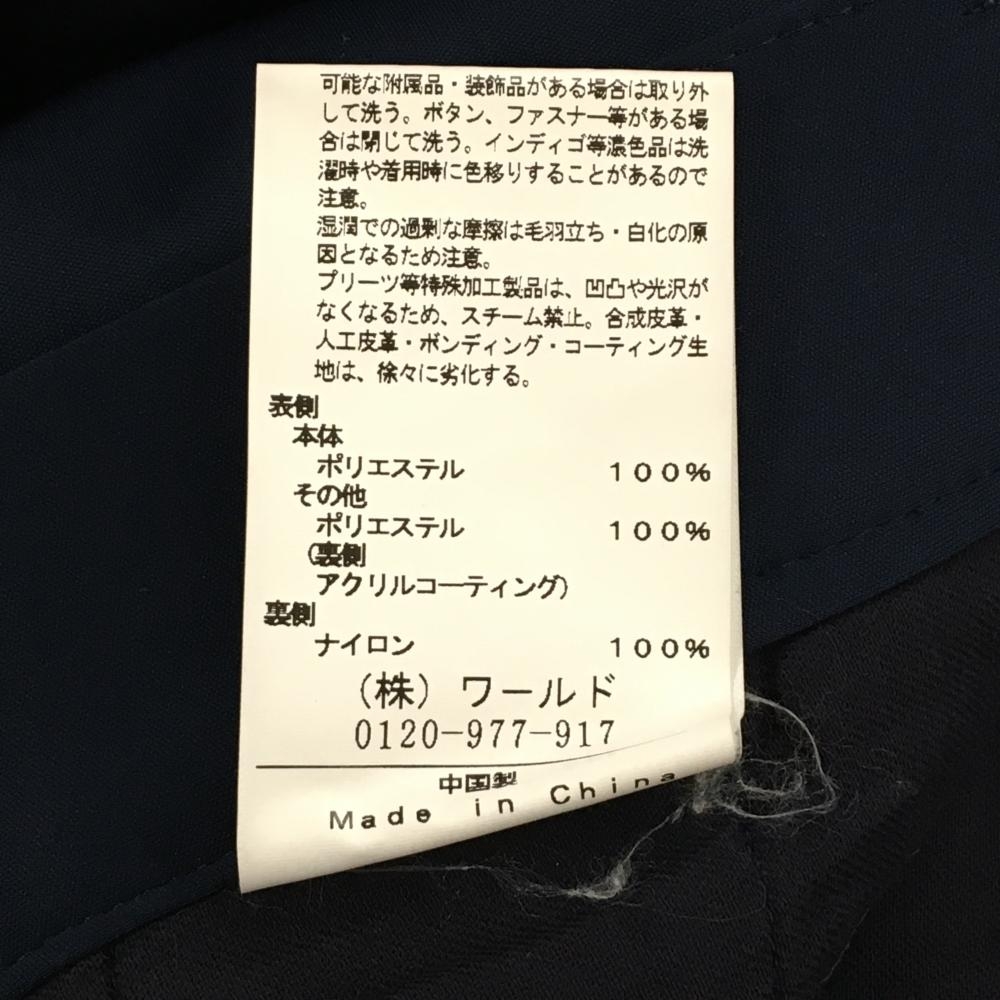 可能な附属品・装飾品がある場合は取り外
して洗う。ボタン、ファスナー等がある場
合は閉じて洗う。インディゴ等濃色品は洗
濯時や着用時に色移りすることがあるので
注意。
湿潤での過剰な摩擦は毛羽立ち・白化の原
因となるため注意。
プリーツ等特殊加工製品は、凹凸や光沢が
なくなるため、スチーム禁止。合成皮革・
人工皮革・ボンディング・コーティング生
地は、徐々に劣化する。
表側
本体
ポリエステル 100%
その他
ポリエステル 100%
(裏側
アクリルコーティング)
裏側
ナイロン 100%
(株) ワールド
0120-977-917
中国製
Made in China